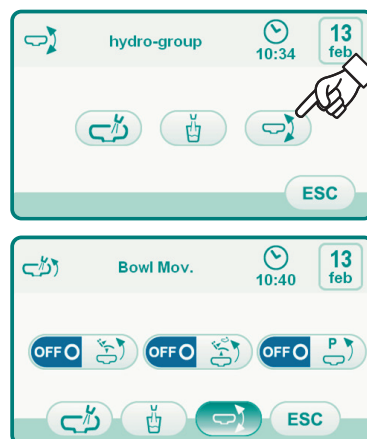 hydro-group
10:34
13
feb
ESC
Bowl Mov.
10:40
13
feb
OFF
OFF
OFF
P
ESC